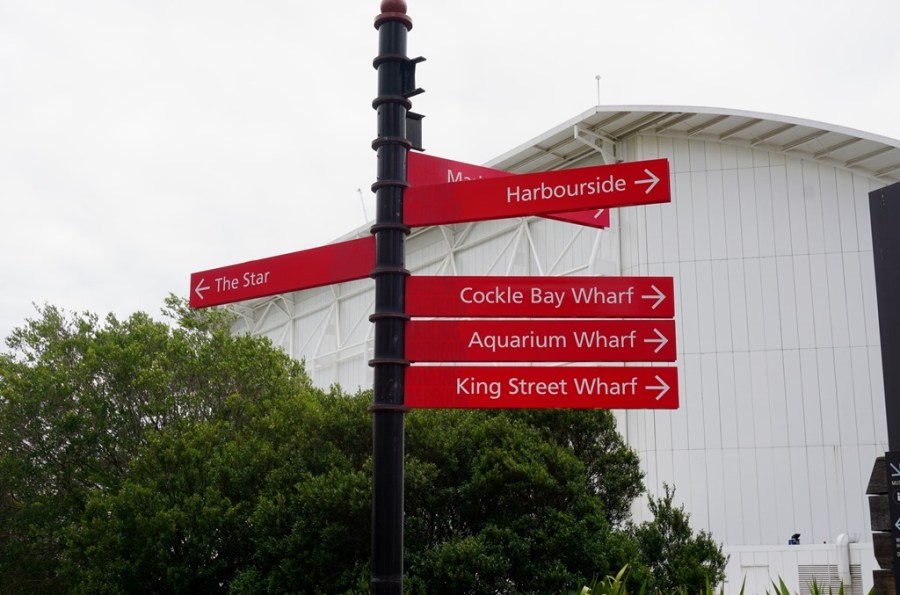 Harbourside →
← The Star
Cockle Bay Wharf →
Aquarium Wharf →
King Street Wharf →